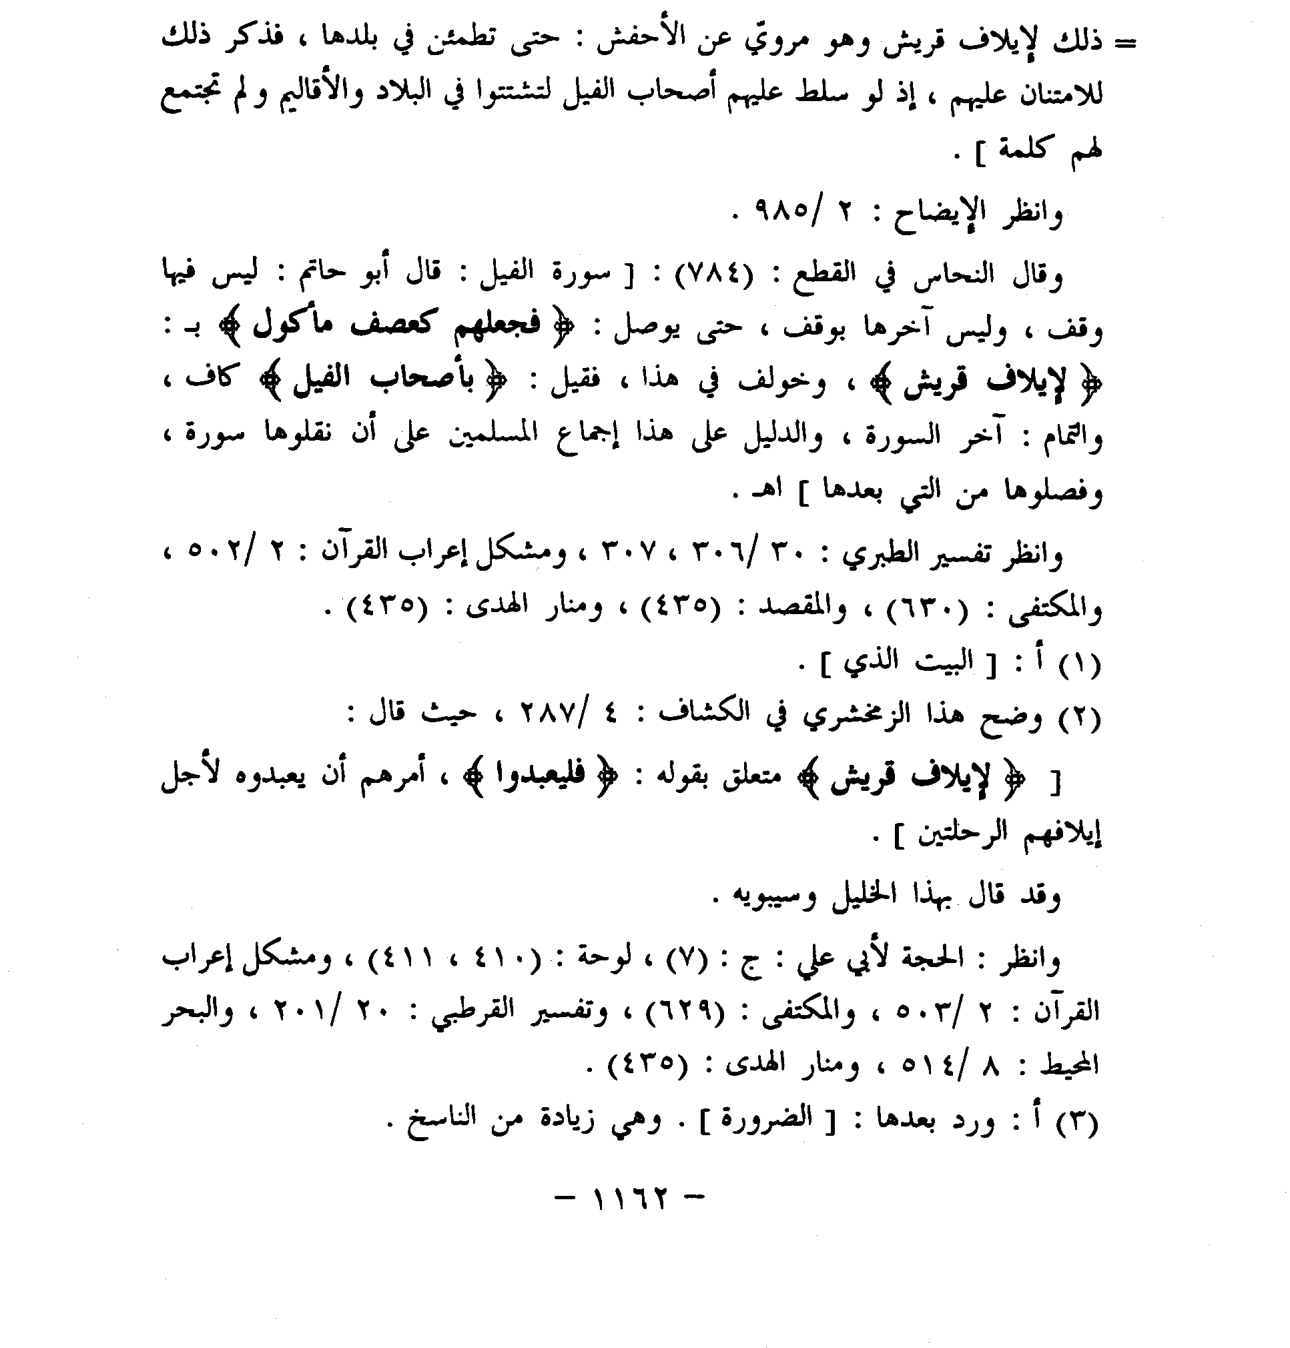 = ذلك لإيلاف قريش وهو مرويّ عن الأحفش : حتى تطمئن في بلدها ، فذكر ذلك
للامتنان عليهم ، إذ لو سلط عليهم أصحاب الفيل لتشتتوا في البلاد والأقاليم ولم تجتمع
لهم كلمة ] .
وانظر الإيضاح : ٢ /٩٨٥ .
وقال النحاس في القطع : (٧٨٤) : [ سورة الفيل : قال أبو حاتم : ليس فيها
وقف ، وليس آخرها بوقف ، حتى يوصل : ﴿ فجعلهم كعصف مأكول ﴾ بـ :
﴿ لإيلاف قريش ﴾ ، وخولف في هذا ، فقيل : ﴿ بأصحاب الفيل ﴾ كاف ،
والتمام : آخر السورة ، والدليل على هذا إجماع المسلمين على أن نقلوها سورة ،
وفصلوها من التي بعدها ] اهـ .
وانظر تفسير الطبري : ٣٠ /٣٠٦ ، ٣٠٧ ، ومشكل إعراب القرآن : ٢ /٥٠٢ ،
والمكتفى : (٦٣٠) ، والمقصد : (٤٣٥) ، ومنار الهدى : (٤٣٥) .
(١) أ : [ البيت الذي ] .
(٢) وضح هذا الزمخشري في الكشاف : ٤ /٢٨٧ ، حيث قال :
[ ﴿ لإيلاف قريش ﴾ متعلق بقوله : ﴿ فليعبدوا ﴾ ، أمرهم أن يعبدوه لأجل
إيلافهم الرحلتين ] .
وقد قال بهذا الخليل وسيبويه .
وانظر : الحجة لأبي علي : ج : (٧) ، لوحة : (٤١٠ ، ٤١١) ، ومشكل إعراب
القرآن : ٢ /٥٠٣ ، والمكتفى : (٦٢٩) ، وتفسير القرطبي : ٢٠ /٢٠١ ، والبحر
المحيط : ٨ /٥١٤ ، ومنار الهدى : (٤٣٥) .
(٣) أ : ورد بعدها : [ الضرورة ] . وهي زيادة من الناسخ .
- ١١٦٢ -